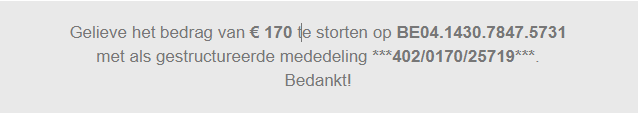 Gelieve het bedrag van € 170 te storten op BE04.1430.7847.5731
met als gestructureerde mededeling ***402/0170/25719***.
Bedankt!